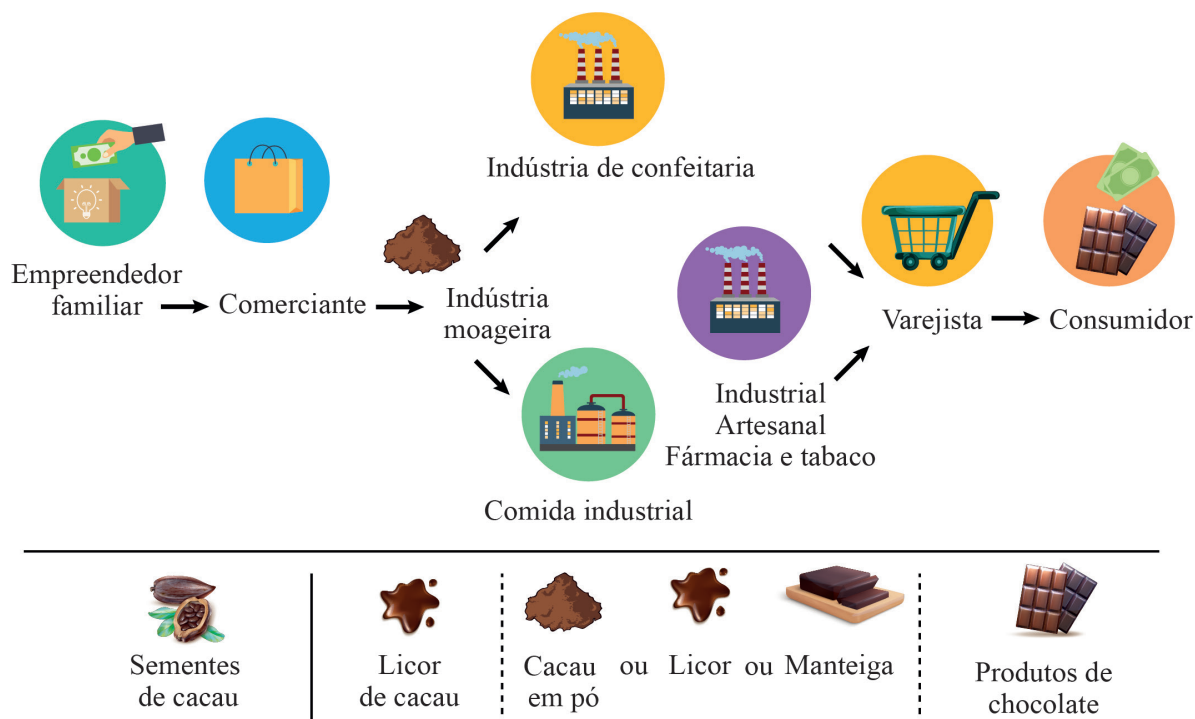 Indústria de confeitaria
Empreendedor
familiar
Comerciante
Indústria
moageira
Varejista
Consumidor
Industrial
Artesanal
Fármacia e tabaco
Comida industrial
Sementes
de cacau
Licor
de cacau
Cacau
em pó
ou
Licor
ou
Manteiga
Produtos de
chocolate